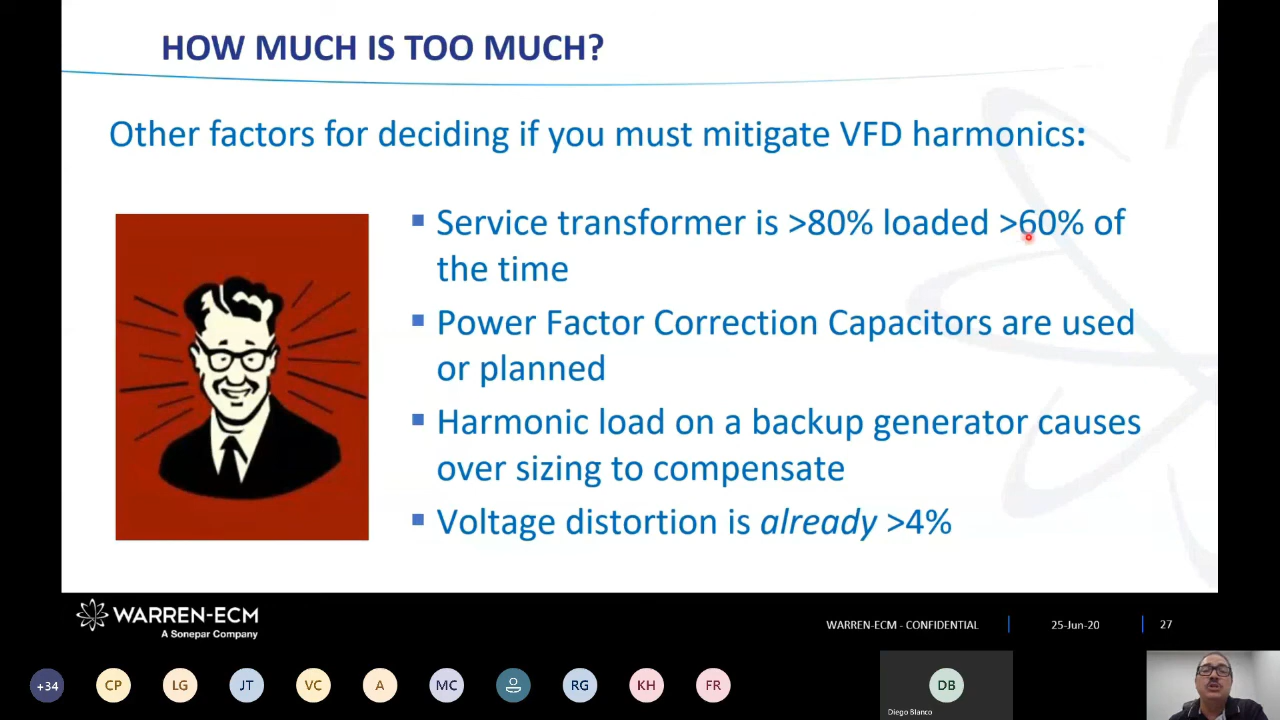 HOW MUCH IS TOO MUCH?
Other factors for deciding if you must mitigate VFD harmonics:
▪ Service transformer is >80% loaded >60% of
the time
▪ Power Factor Correction Capacitors are used
or planned
▪ Harmonic load on a backup generator causes
over sizing to compensate
▪ Voltage distortion is already >4%
WARREN-ECM
A Sonepar Company
WARREN-ECM - CONFIDENTIAL
25-Jun-20
27
+34
CP
LG
JT
VC
A
MC
RG
KH
FR
DB
Diego Blanco